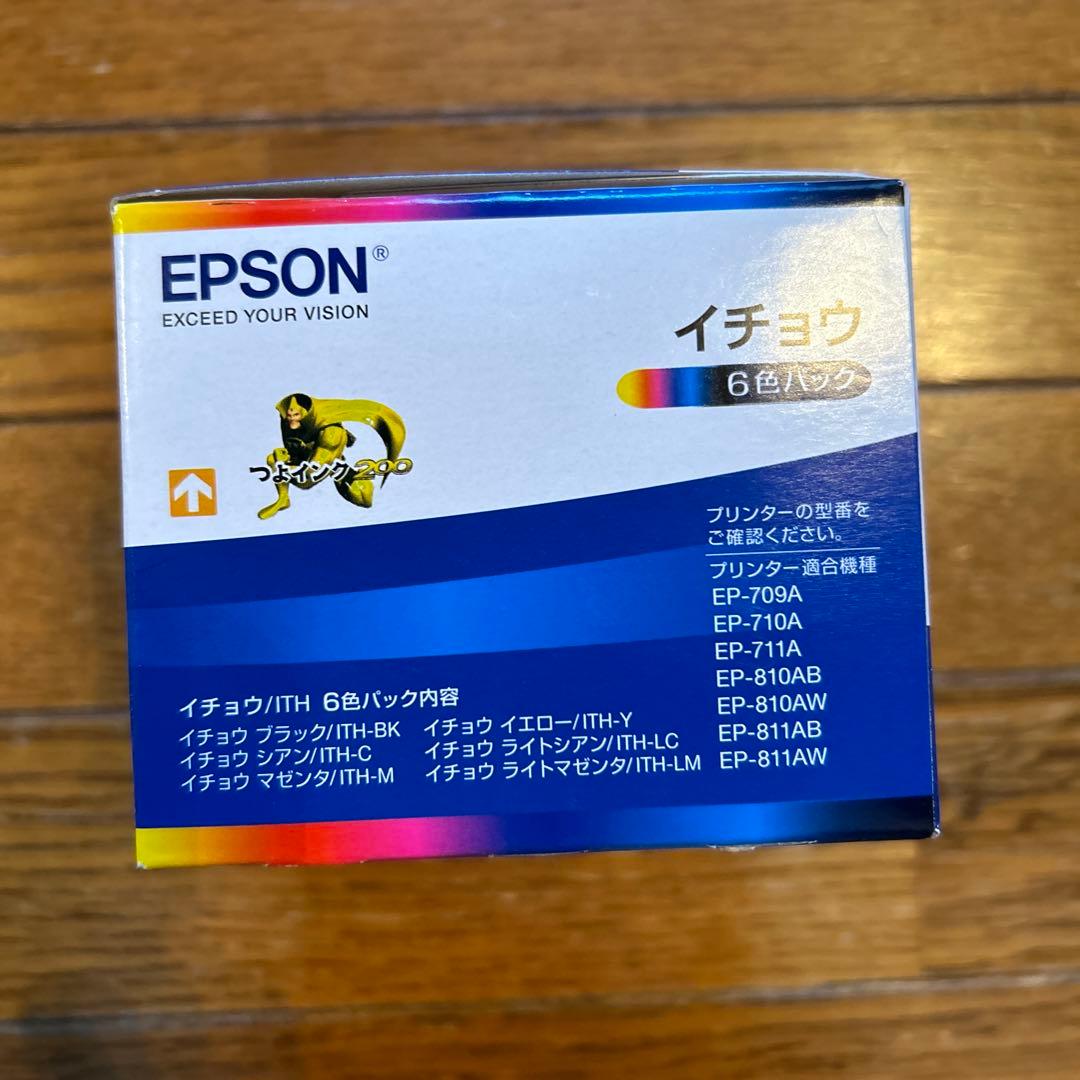 EPSON®
EXCEED YOUR VISION
イチョウ
6色パック
つよインク200
プリンターの型番を
ご確認ください。
プリンター適合機種
EP-709A
EP-710A
EP-711A
EP-810AB
EP-810AW
EP-811AB
EP-811AW
イチョウ/ITH 6色パック内容
イチョウ ブラック/ITH-BK イチョウ イエロー/ITH-Y
イチョウ シアン/ITH-C イチョウ ライトシアン/ITH-LC
イチョウ マゼンタ/ITH-M イチョウ ライトマゼンタ/ITH-LM